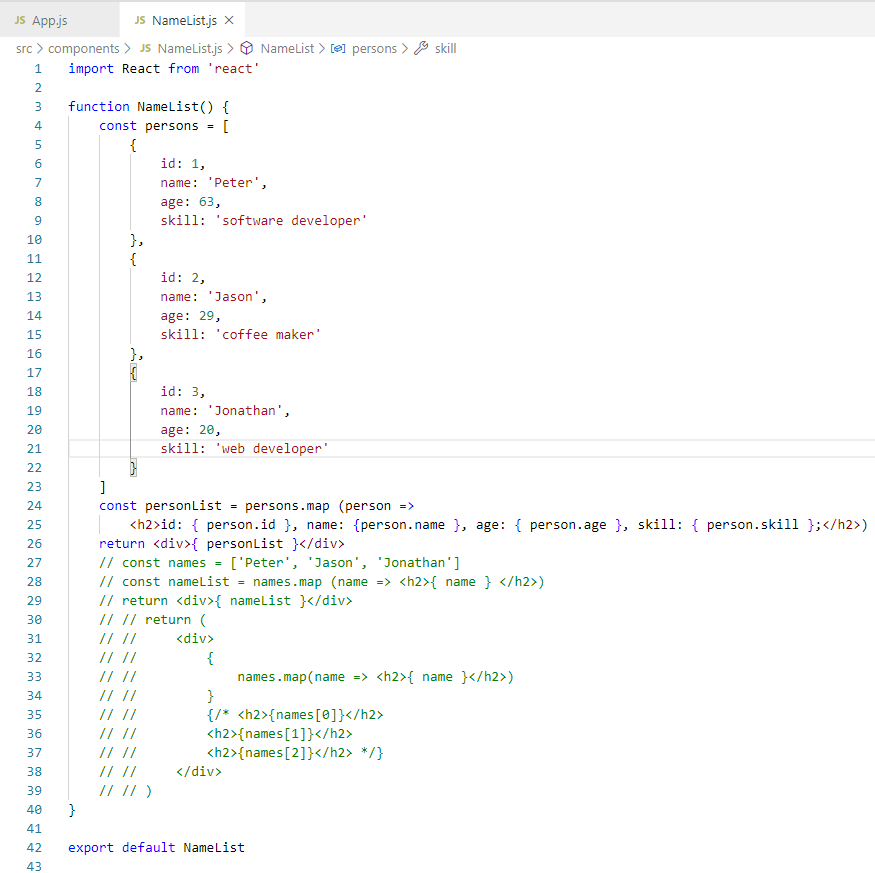 JS App.js JS NameList.js ×
src > components > JS NameList.js > NameList > persons > skill
1 import React from 'react'
2
3 function NameList() {
4     const persons = [
5         {
6             id: 1,
7             name: 'Peter',
8             age: 63,
9             skill: 'software developer'
10         },
11         {
12             id: 2,
13             name: 'Jason',
14             age: 29,
15             skill: 'coffee maker'
16         },
17         {
18             id: 3,
19             name: 'Jonathan',
20             age: 20,
21             skill: 'web developer'
22         }
23     ]
24     const personList = persons.map (person =>
25         <h2>id: { person.id }, name: {person.name }, age: { person.age }, skill: { person.skill };</h2>)
26     return <div>{ personList }</div>
27     // const names = ['Peter', 'Jason', 'Jonathan']
28     // const nameList = names.map (name => <h2>{ name } </h2>)
29     // return <div>{ nameList }</div>
30     // // return (
31     // //     <div>
32     // //         {
33     // //             names.map(name => <h2>{ name }</h2>)
34     // //         }
35     // //         {/* <h2>{names[0]}</h2>
36     // //         <h2>{names[1]}</h2>
37     // //         <h2>{names[2]}</h2> */}
38     // //     </div>
39     // // )
40 }
41
42 export default NameList
43